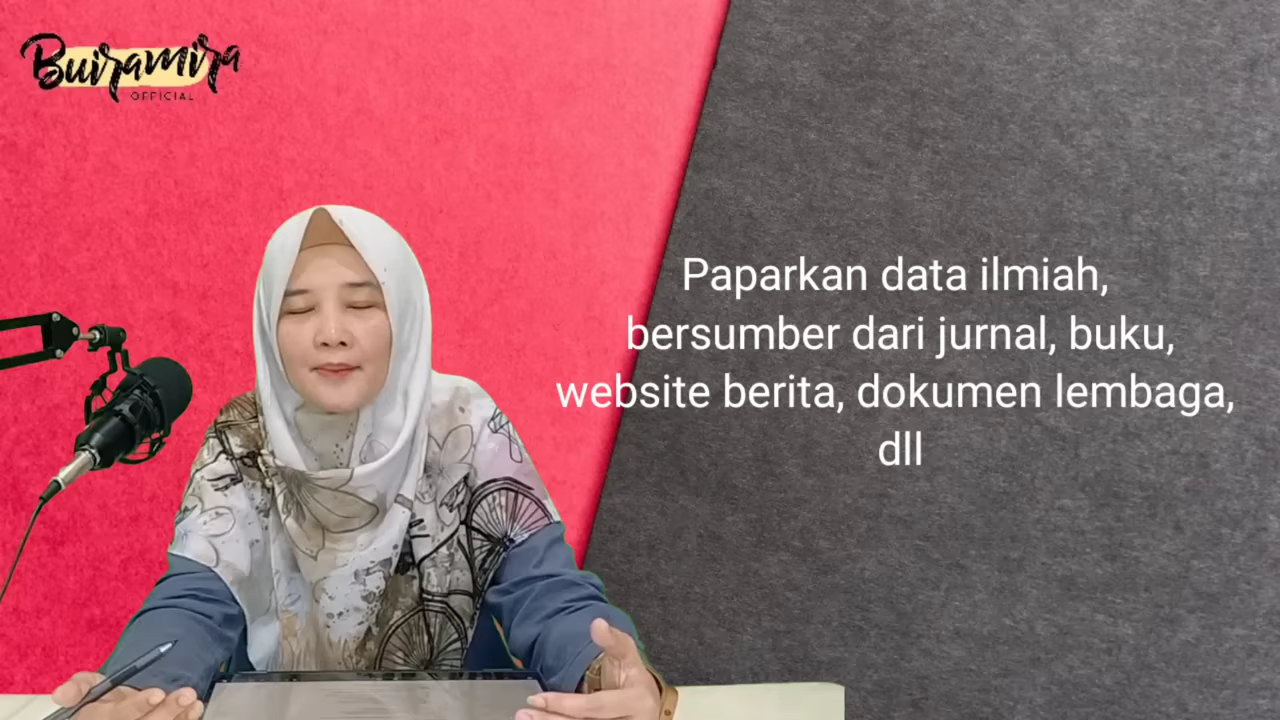 Buiramira
OFFICIAL
Paparkan data ilmiah,
bersumber dari jurnal, buku,
website berita, dokumen lembaga,
dll